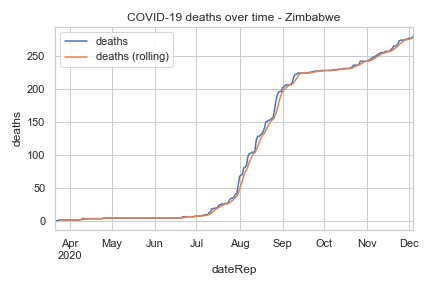 COVID-19 deaths over time - Zimbabwe
deaths
deaths (rolling)
deaths
250
200
150
100
50
0
Apr May Jun Jul Aug Sep Oct Nov Dec
2020
dateRep